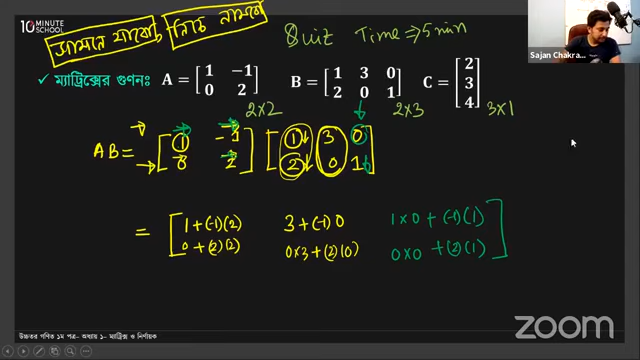 10 MINUTE SCHOOL
সামনে যাবো, নিচে নামবো
Quiz Time ⇒ 5 min
Sajan Chakra...
➤ ম্যাট্রিক্সের গুণনঃ A = [1 −1; 0 2] B = [1 3 0; 2 0 1] C = [2; 3; 4]
2×2 2×3 3×1
AB = [1 -1; 0 2] [1 3 0; 2 0 1]
= [1+(-1)(2) 3+(-1)0 1×0+(-1)(1)
0+(2)(2) 0×3+(2)(0) 0×0+(2)(1)]
উচ্চতর গণিত ১ম পত্র- অধ্যায় ১- ম্যাট্রিক্স ও নির্ণায়ক
zoom